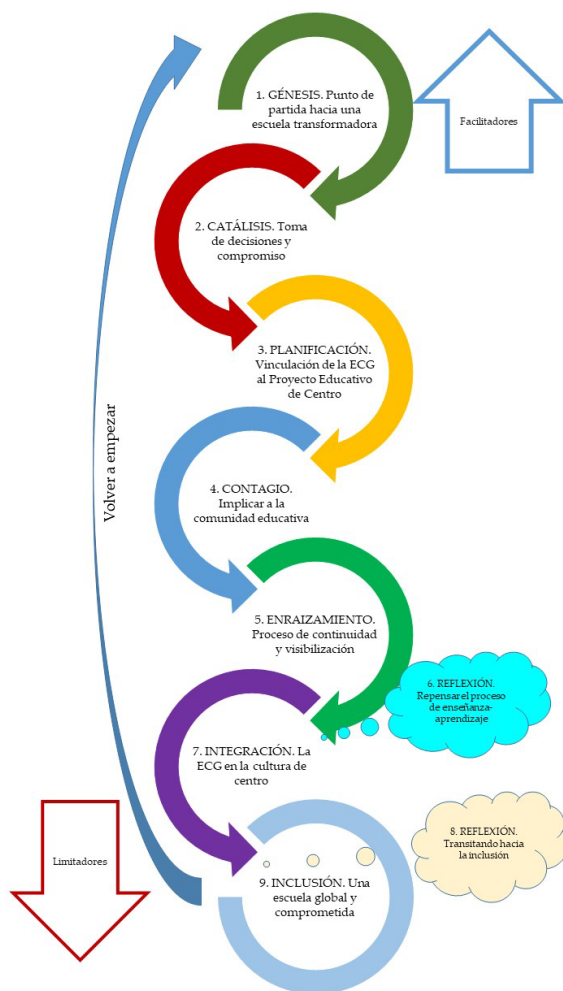 1. GÉNESIS. Punto de
partida hacia una
escuela transformadora
Facilitadores
2. CATÁLISIS. Toma
de decisiones y
compromiso
3. PLANIFICACIÓN.
Vinculación de la ECG
al Proyecto Educativo
de Centro
Volver a empezar
4. CONTAGIO.
Implicar a la
comunidad educativa
5. ENRAIZAMIENTO.
Proceso de continuidad
y visibilización
6. REFLEXIÓN.
Repensar el proceso
de enseñanza-
aprendizaje
7. INTEGRACIÓN. La
ECG en la cultura de
centro
8. REFLEXIÓN.
Transitando hacia
la inclusión
Limitadores
9. INCLUSIÓN. Una
escuela global y
comprometida